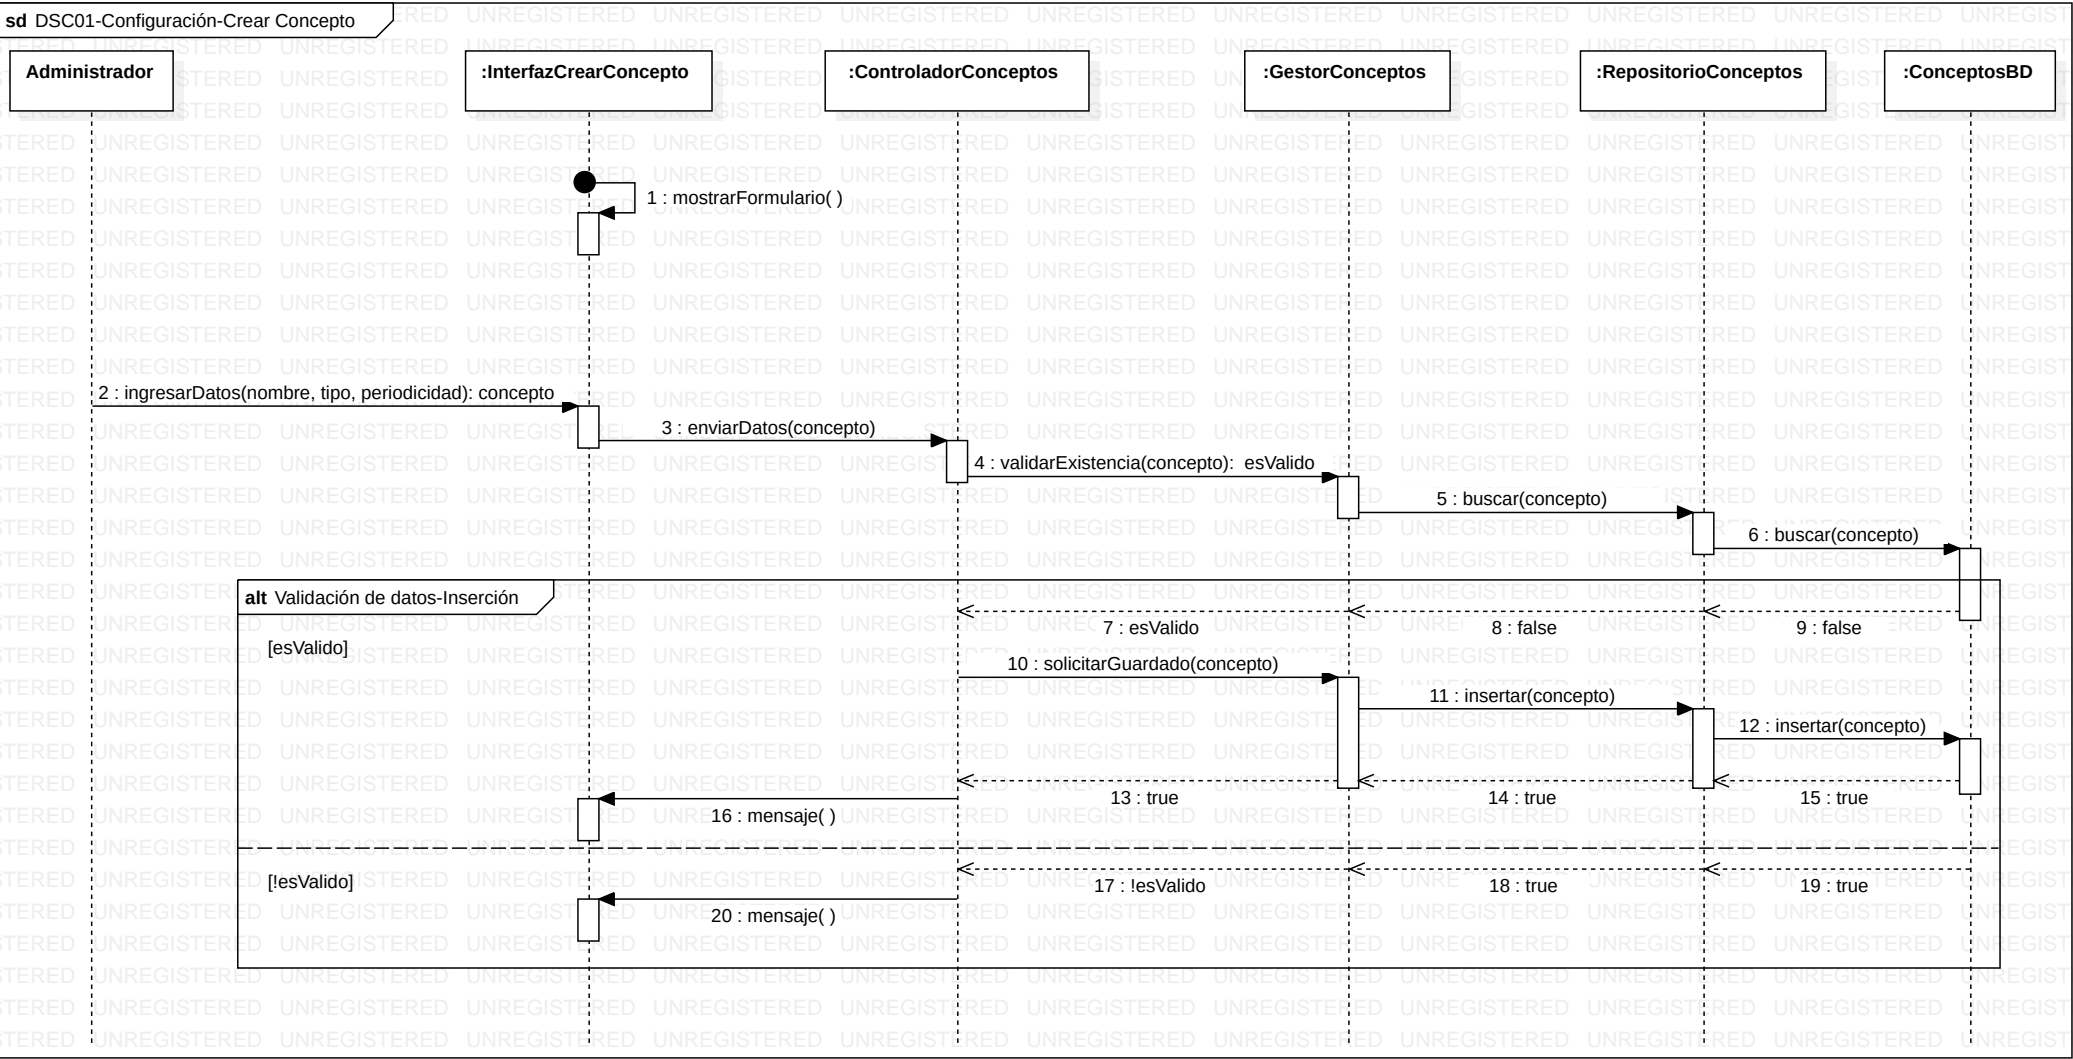 sd DSC01-Configuración-Crear Concepto
Administrador
:InterfazCrearConcepto
:ControladorConceptos
:GestorConceptos
:RepositorioConceptos
:ConceptosBD
1 : mostrarFormulario( )
2 : ingresarDatos(nombre, tipo, periodicidad): concepto
3 : enviarDatos(concepto)
4 : validarExistencia(concepto): esValido
5 : buscar(concepto)
6 : buscar(concepto)
alt Validación de datos-Inserción
[esValido]
7 : esValido
8 : false
9 : false
10 : solicitarGuardado(concepto)
11 : insertar(concepto)
12 : insertar(concepto)
13 : true
14 : true
15 : true
16 : mensaje( )
[!esValido]
17 : !esValido
18 : true
19 : true
20 : mensaje( )
UNREGISTERED